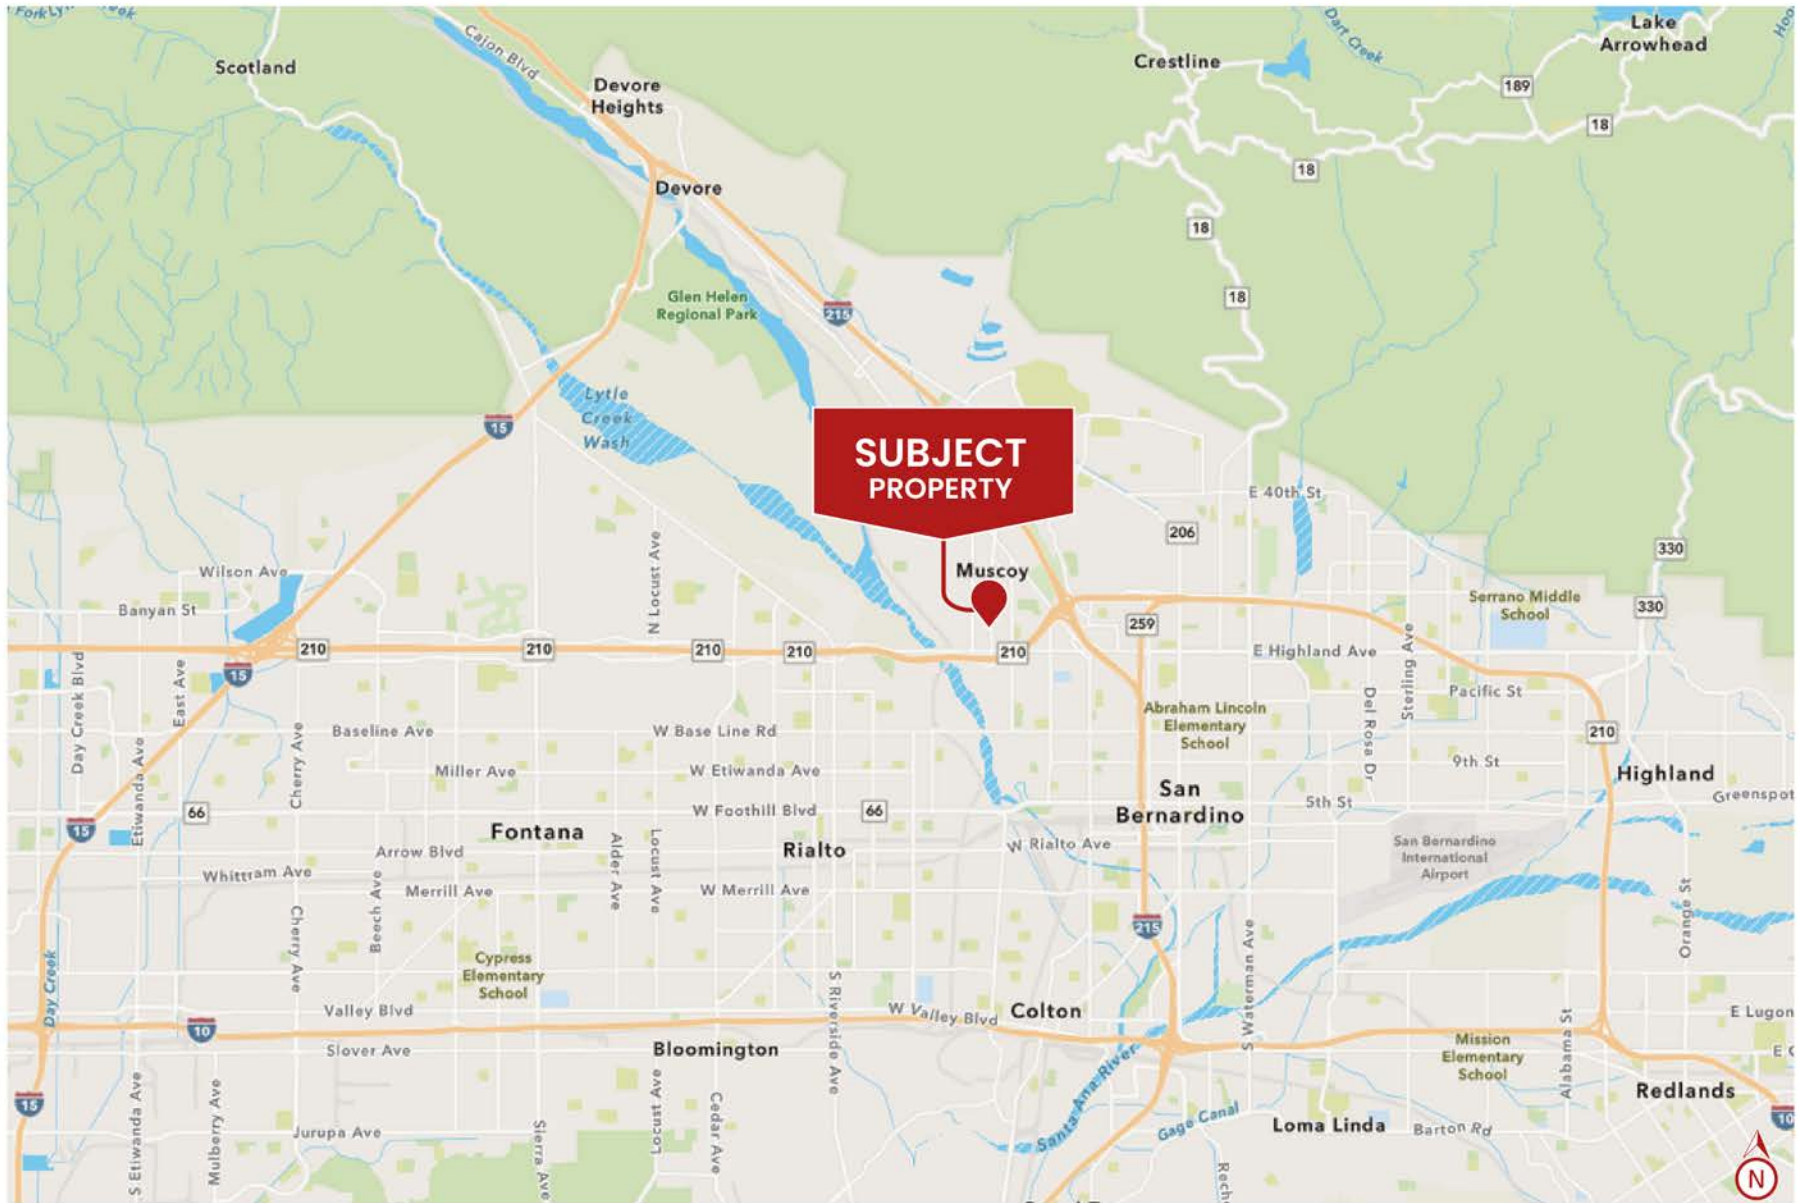 Fork Lytle Creek
Cajon Blvd
Dart Creek
Lake
Arrowhead
Scotland
Crestline
Devore
Heights
189
18
18
Devore
18
18
Glen Helen
Regional Park
215
Lytle
Creek
Wash
15
SUBJECT
PROPERTY
E 40th St
206
N Locust Ave
330
Wilson Ave
Muscoy
Banyan St
Serrano Middle
School
330
259
210
210
210
210
210
E Highland Ave
15
Day Creek Blvd
East Ave
Sterling Ave
Pacific St
Del Rosa Dr
Abraham Lincoln
Elementary
School
210
Baseline Ave
W Base Line Rd
Cherry Ave
Etiwanda Ave
Miller Ave
W Etiwanda Ave
9th St
Highland
San
Bernardino
Greenspot
5th St
66
W Foothill Blvd
66
15
Fontana
Arrow Blvd
Alder Ave
Locust Ave
Rialto
W Rialto Ave
San Bernardino
International
Airport
Whittram Ave
Beech Ave
Merrill Ave
W Merrill Ave
Cherry Ave
215
Orange St
S Waterman Ave
Day Creek
Cypress
Elementary
School
S Riverside Ave
Valley Blvd
W Valley Blvd
Colton
E Lugon
10
Slover Ave
Bloomington
Alabama St
Mission
Elementary
School
Santa Ana River
Redlands
15
S Etiwanda Ave
Mulberry Ave
Jurupa Ave
Sierra Ave
Locust Ave
Cedar Ave
Gage Canal
Loma Linda
Barton Rd
10
Rech
N